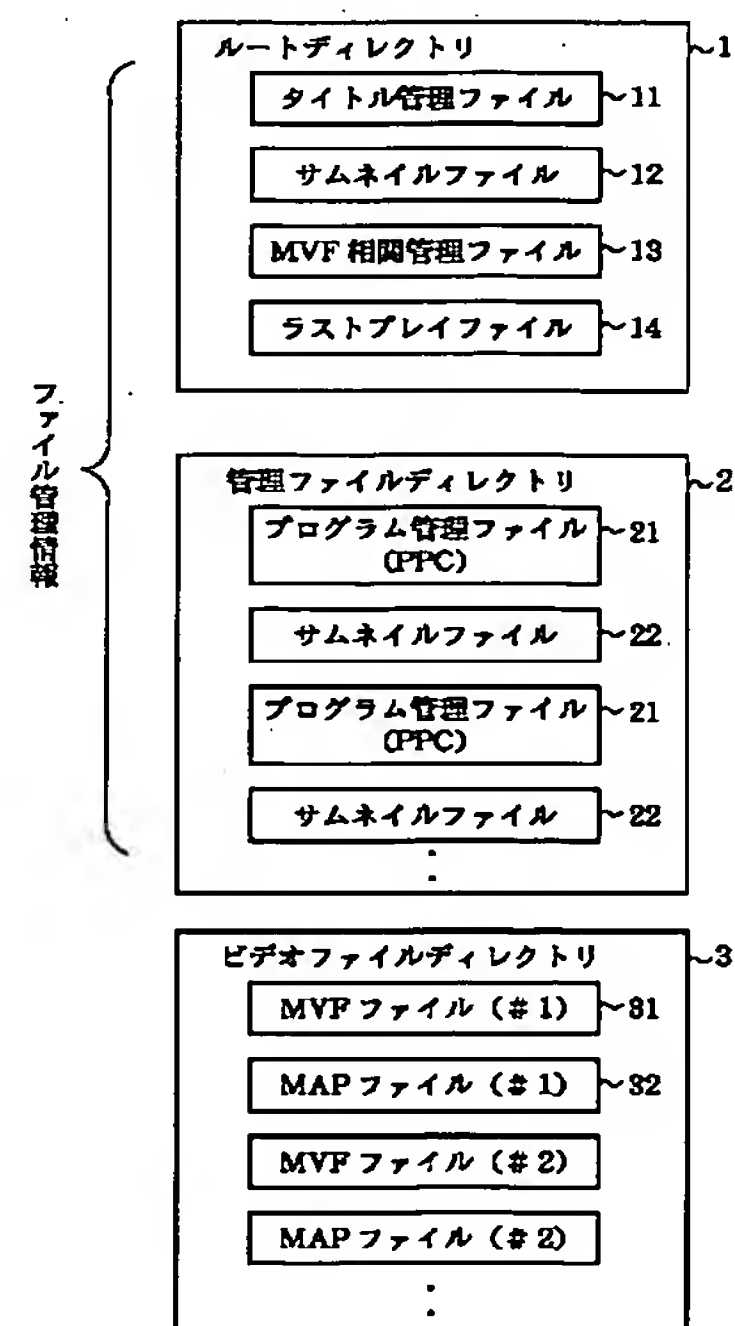 ファイル管理情報
ルートディレクトリ ~1
タイトル管理ファイル ~11
サムネイルファイル ~12
MVF 相関管理ファイル ~13
ラストプレイファイル ~14
管理ファイルディレクトリ ~2
プログラム管理ファイル ~21
(PPC)
サムネイルファイル ~22
プログラム管理ファイル ~21
(PPC)
サムネイルファイル ~22
ビデオファイルディレクトリ ~3
MVF ファイル (#1) ~31
MAP ファイル (#1) ~32
MVF ファイル (#2)
MAP ファイル (#2)